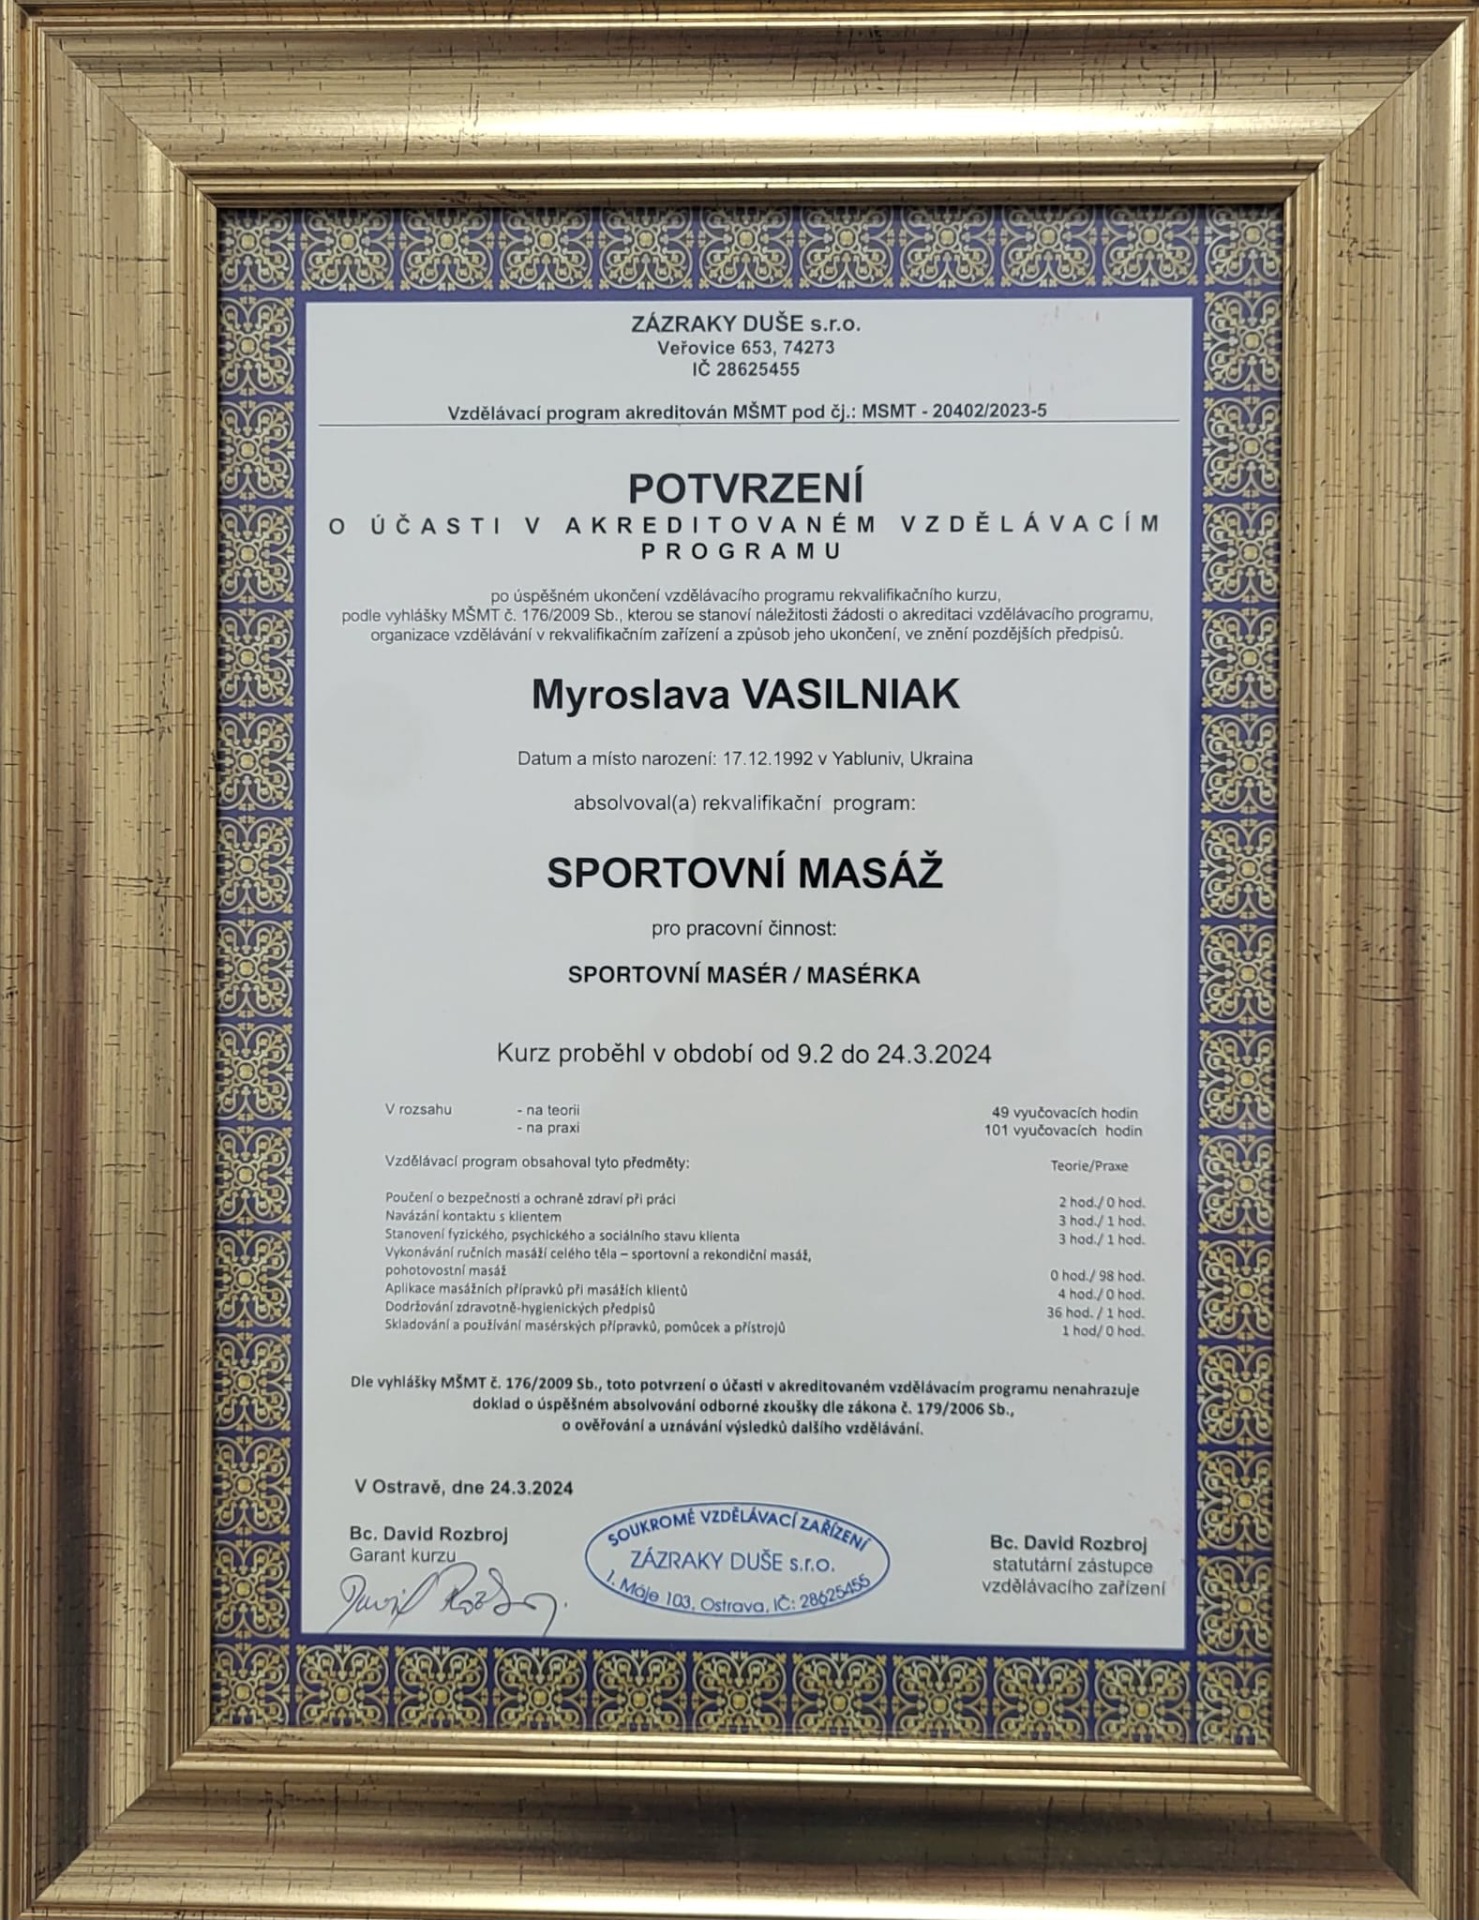 ZÁZRAKY DUŠE s.r.o.
Veřovice 653, 74273
IČ 28625455
Vzdělávací program akreditován MŠMT pod čj.: MSMT - 20402/2023-5
POTVRZENÍ
O ÚČASTI V AKREDITOVANÉM VZDĚLÁVACÍM
PROGRAMU
po úspěšném ukončení vzdělávacího programu rekvalifikačního kurzu,
podle vyhlášky MŠMT č. 176/2009 Sb., kterou se stanoví náležitosti žádosti o akreditaci vzdělávacího programu,
organizace vzdělávání v rekvalifikačním zařízení a způsob jeho ukončení, ve znění pozdějších předpisů.
Myroslava VASILNIAK
Datum a místo narození: 17.12.1992 v Yabluniv, Ukraina
absolvoval(a) rekvalifikační program:
SPORTOVNÍ MASÁŽ
pro pracovní činnost:
SPORTOVNÍ MASÉR / MASÉRKA
Kurz proběhl v období od 9.2 do 24.3.2024
V rozsahu - na teorii 49 vyučovacích hodin
- na praxi 101 vyučovacích hodin
Vzdělávací program obsahoval tyto předměty: Teorie/Praxe
Poučení o bezpečnosti a ochraně zdraví při práci 2 hod./ 0 hod.
Navázání kontaktu s klientem 3 hod./ 1 hod.
Stanovení fyzického, psychického a sociálního stavu klienta 3 hod./ 1 hod.
Vykonávání ručních masáží celého těla – sportovní a rekondiční masáž,
pohotovostní masáž 0 hod./ 98 hod.
Aplikace masážních přípravků při masážích klientů 4 hod./ 0 hod.
Dodržování zdravotně-hygienických předpisů 36 hod. / 1 hod.
Skladování a používání masérských přípravků, pomůcek a přístrojů 1 hod/ 0 hod.
Dle vyhlášky MŠMT č. 176/2009 Sb., toto potvrzení o účasti v akreditovaném vzdělávacím programu nenahrazuje
doklad o úspěšném absolvování odborné zkoušky dle zákona č. 179/2006 Sb.,
o ověřování a uznávání výsledků dalšího vzdělávání.
V Ostravě, dne 24.3.2024
Bc. David Rozbroj
Garant kurzu
David Rozbroj
SOUKROMÉ VZDĚLÁVACÍ ZAŘÍZENÍ
ZÁZRAKY DUŠE s.r.o.
1. Máje 103, Ostrava, IČ: 28625455
Bc. David Rozbroj
statutární zástupce
vzdělávacího zařízení